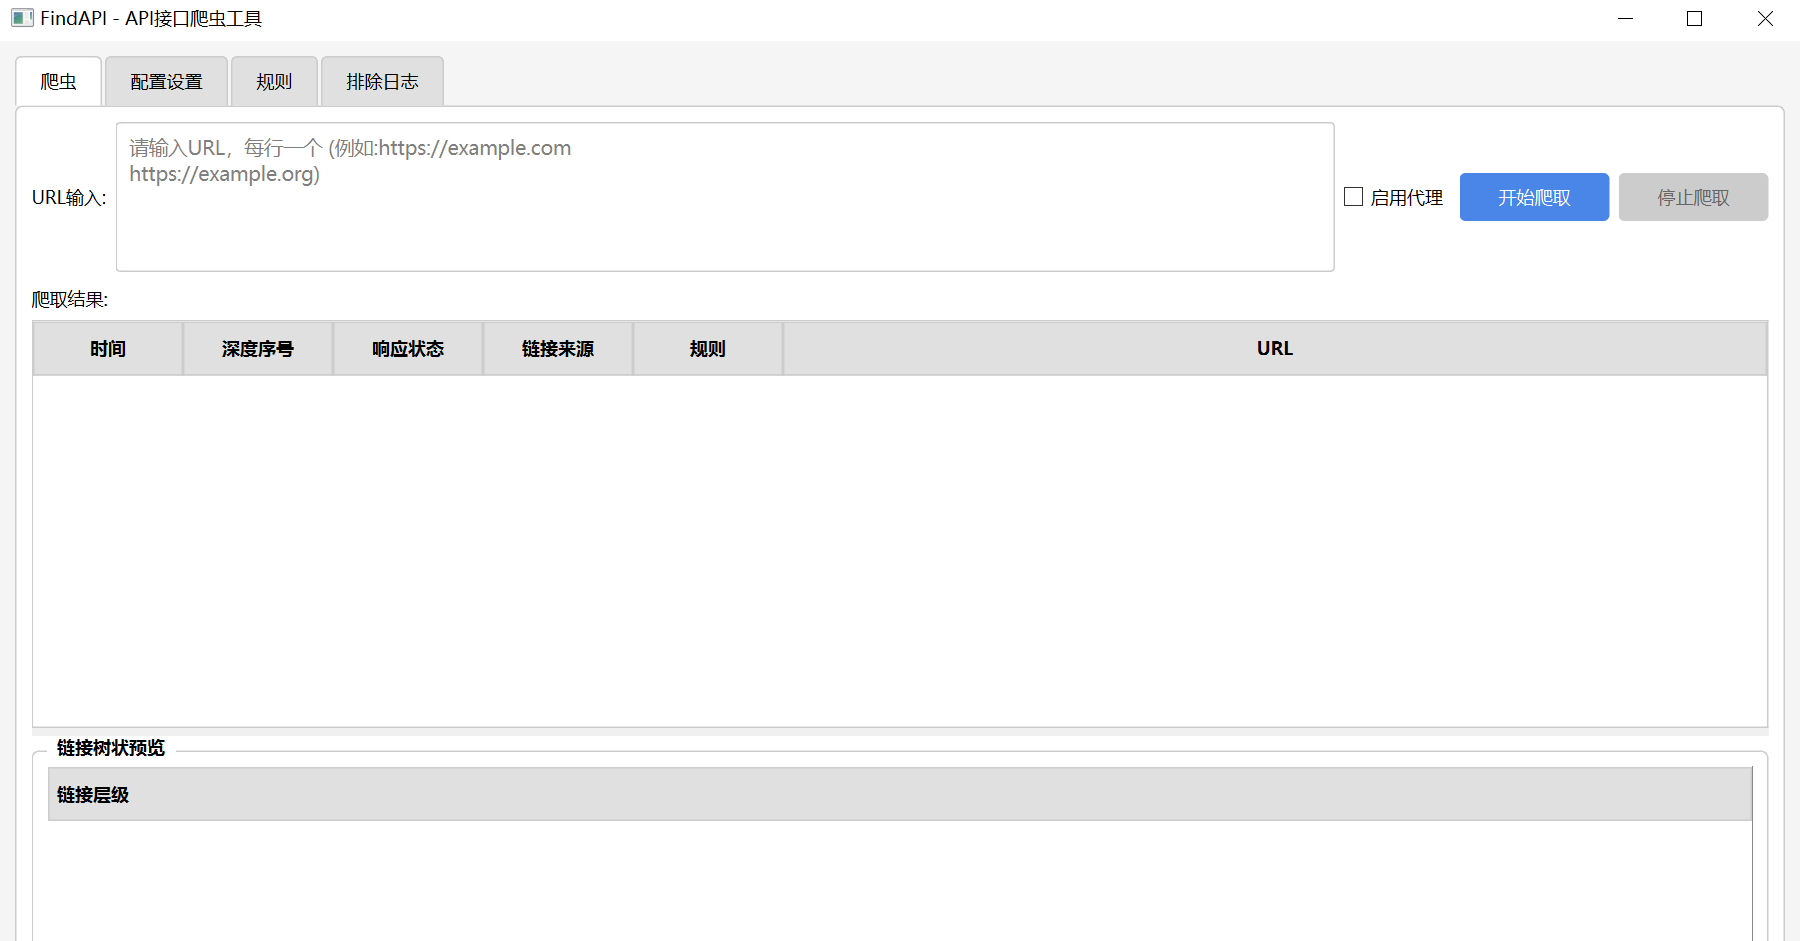 FindAPI - API接口爬虫工具
爬虫 配置设置 规则 排除日志
请输入URL，每行一个 (例如:https://example.com
https://example.org)
URL输入:
启用代理 开始爬取 停止爬取
爬取结果:
时间 深度序号 响应状态 链接来源 规则 URL
链接树状预览
链接层级